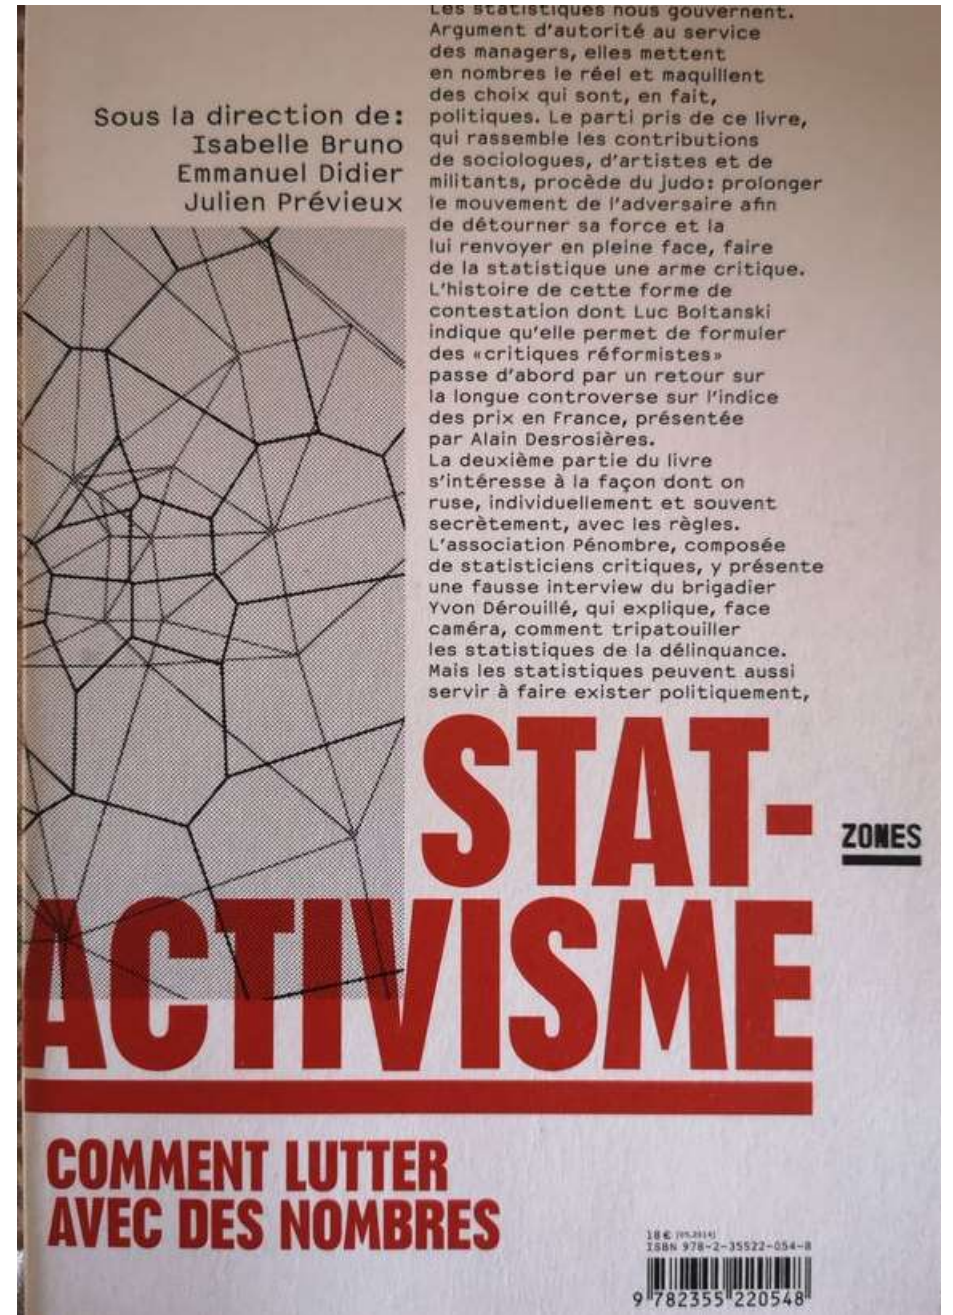 Sous la direction de:
Isabelle Bruno
Emmanuel Didier
Julien Prévieux
Les statistiques nous gouvernent.
Argument d'autorité au service
des managers, elles mettent
en nombres le réel et maquillent
des choix qui sont, en fait,
politiques. Le parti pris de ce livre,
qui rassemble les contributions
de sociologues, d'artistes et de
militants, procède du judo: prolonger
le mouvement de l'adversaire afin
de détourner sa force et la
lui renvoyer en pleine face, faire
de la statistique une arme critique.
L'histoire de cette forme de
contestation dont Luc Boltanski
indique qu'elle permet de formuler
des «critiques réformistes»
passe d'abord par un retour sur
la longue controverse sur l'indice
des prix en France, présentée
par Alain Desrosières.
La deuxième partie du livre
s'intéresse à la façon dont on
ruse, individuellement et souvent
secrètement, avec les règles.
L'association Pénombre, composée
de statisticiens critiques, y présente
une fausse interview du brigadier
Yvon Dérouillé, qui explique, face
caméra, comment tripatouiller
les statistiques de la délinquance.
Mais les statistiques peuvent aussi
servir à faire exister politiquement,
STAT-
ACTIVISME
ZONES
COMMENT LUTTER
AVEC DES NOMBRES
18 € [05.2014]
ISBN 978-2-35522-054-8
9 782355 220548